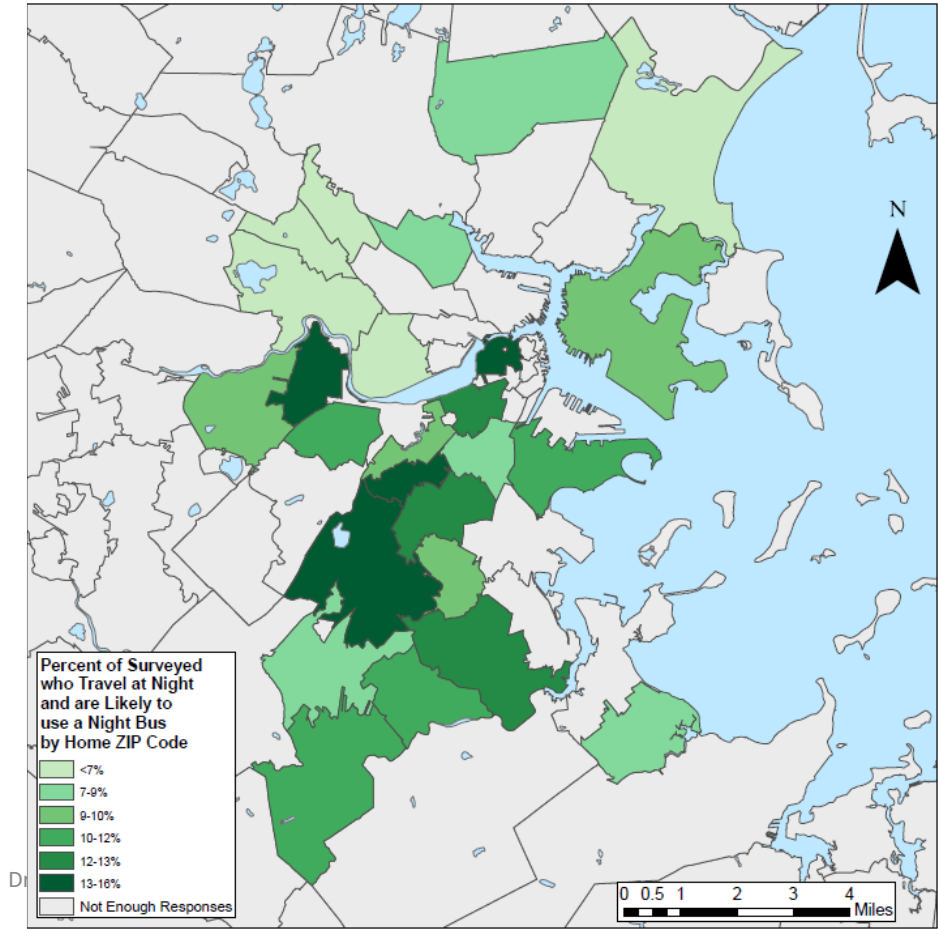 N
Percent of Surveyed
who Travel at Night
and are Likely to
use a Night Bus
by Home ZIP Code
<7%
7-9%
9-10%
10-12%
12-13%
13-16%
Not Enough Responses
0 0.5 1 2 3 4
Miles